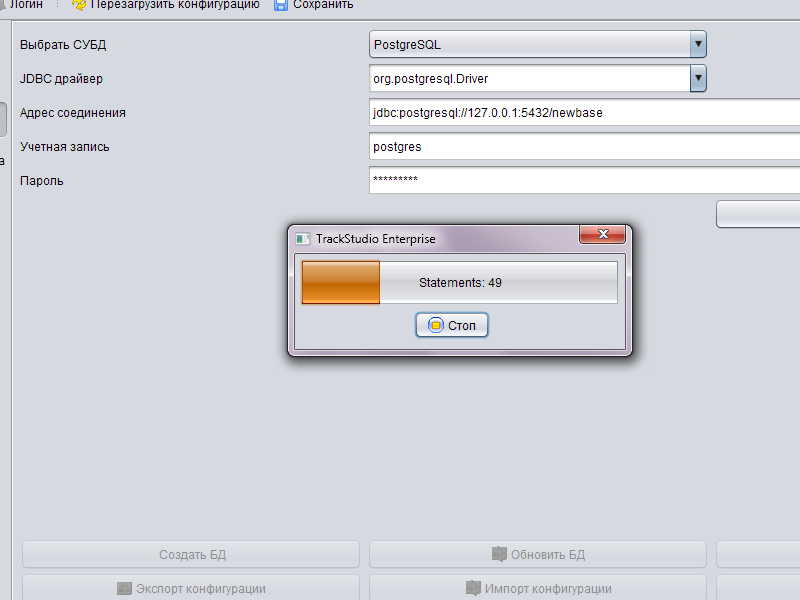 Логин Перезагрузить конфигурацию Сохранить
Выбрать СУБД PostgreSQL
JDBC драйвер org.postgresql.Driver
Адрес соединения jdbc:postgresql://127.0.0.1:5432/newbase
Учетная запись postgres
Пароль *********
а
TrackStudio Enterprise
Statements: 49
Стоп
Создать БД Обновить БД
Экспорт конфигурации Импорт конфигурации